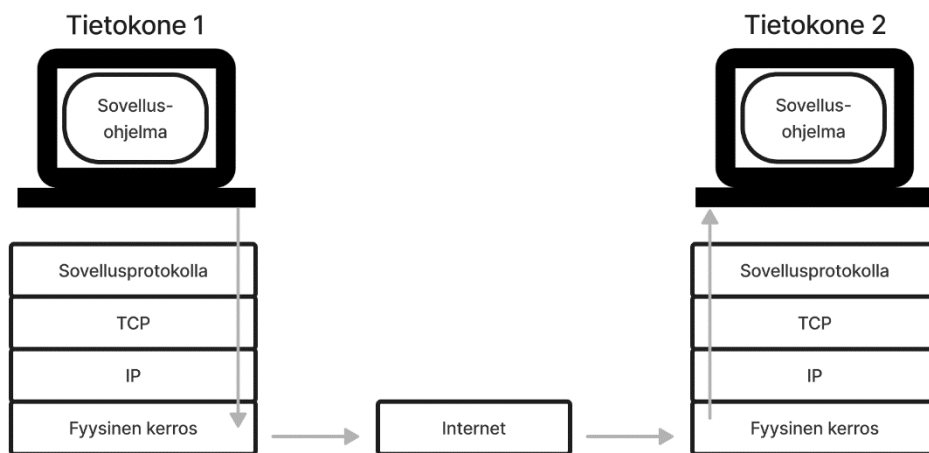 Tietokone 1
Tietokone 2
Sovellus-
ohjelma
Sovellus-
ohjelma
Sovellusprotokolla
TCP
IP
Fyysinen kerros
Internet
Sovellusprotokolla
TCP
IP
Fyysinen kerros